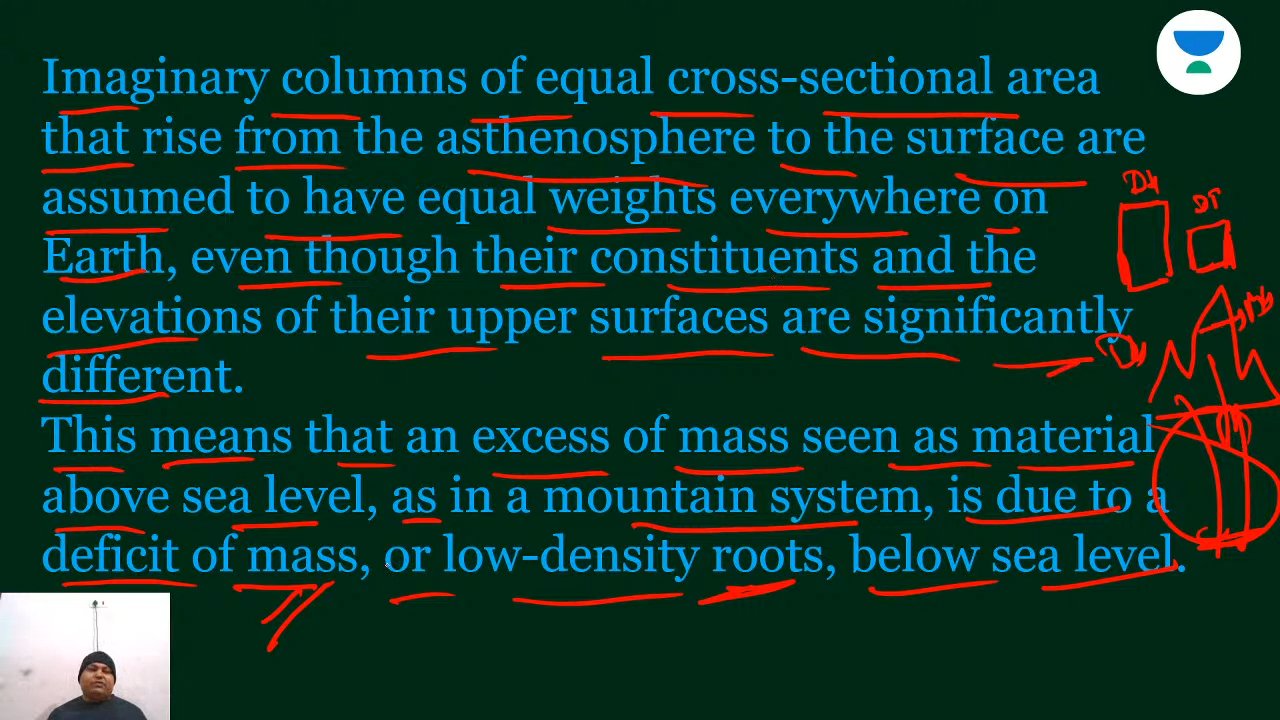 Imaginary columns of equal cross-sectional area
that rise from the asthenosphere to the surface are
assumed to have equal weights everywhere on
Earth, even though their constituents and the
elevations of their upper surfaces are significantly
different.
This means that an excess of mass seen as material
above sea level, as in a mountain system, is due to a
deficit of mass, or low-density roots, below sea level.